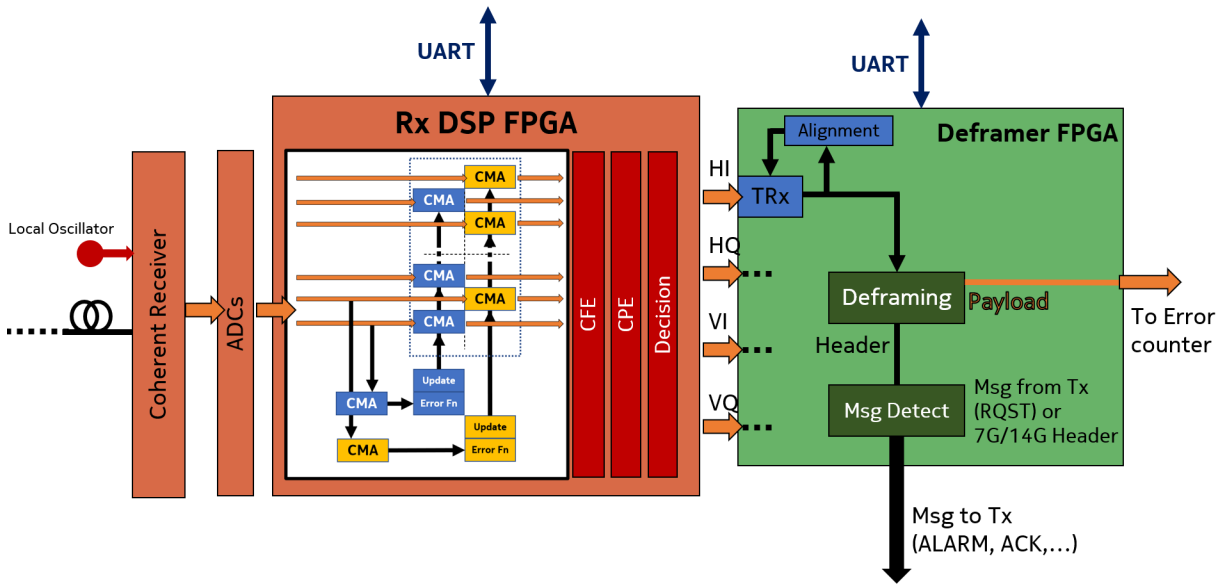 UART
UART
Rx DSP FPGA
Deframer FPGA
Local Oscillator
Coherent Receiver
ADCs
CMA
CMA
CMA
CMA
CMA
CMA
Update
Error Fn
CMA
Update
Error Fn
CMA
CFE
CPE
Decision
HI
HQ
VI
VQ
Alignment
TRx
Deframing
Payload
Header
Msg Detect
Msg from Tx
(RQST) or
7G/14G Header
To Error
counter
Msg to Tx
(ALARM, ACK,...)